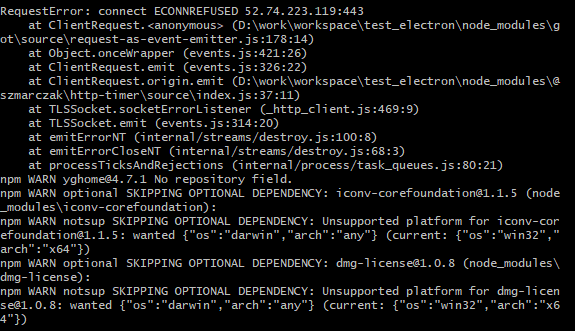 RequestError: connect ECONNREFUSED 52.74.223.119:443
    at ClientRequest.<anonymous> (D:\work\workspace\test_electron\node_modules\g
ot\source\request-as-event-emitter.js:178:14)
    at Object.onceWrapper (events.js:421:26)
    at ClientRequest.emit (events.js:326:22)
    at ClientRequest.origin.emit (D:\work\workspace\test_electron\node_modules\@
szmarczak\http-timer\source\index.js:37:11)
    at TLSSocket.socketErrorListener (_http_client.js:469:9)
    at TLSSocket.emit (events.js:314:20)
    at emitErrorNT (internal/streams/destroy.js:100:8)
    at emitErrorCloseNT (internal/streams/destroy.js:68:3)
    at processTicksAndRejections (internal/process/task_queues.js:80:21)
npm WARN yghome@4.7.1 No repository field.
npm WARN optional SKIPPING OPTIONAL DEPENDENCY: iconv-corefoundation@1.1.5 (node
_modules\iconv-corefoundation):
npm WARN notsup SKIPPING OPTIONAL DEPENDENCY: Unsupported platform for iconv-cor
efoundation@1.1.5: wanted {"os":"darwin","arch":"any"} (current: {"os":"win32","
arch":"x64"})
npm WARN optional SKIPPING OPTIONAL DEPENDENCY: dmg-license@1.0.8 (node_modules\
dmg-license):
npm WARN notsup SKIPPING OPTIONAL DEPENDENCY: Unsupported platform for dmg-licen
se@1.0.8: wanted {"os":"darwin","arch":"any"} (current: {"os":"win32","arch":"x6
4"})